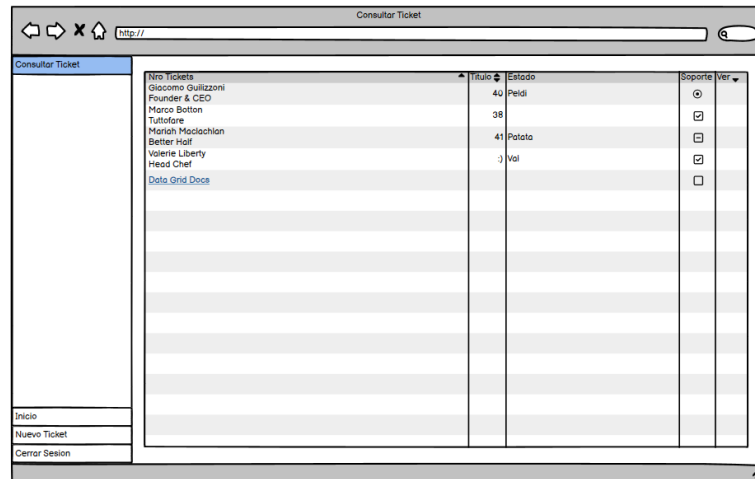 Consultar Ticket
http://
Consultar Ticket
Nro Tickets Titulo Estado Soporte Ver
Giacomo Guilizzoni
Founder & CEO
40 Peldi
Marco Botton
Tuttofare
38
Mariah Maclachlan
Better Half
41 Patata
Valerie Liberty
Head Chef
:) Val
Data Grid Docs
Inicio
Nuevo Ticket
Cerrar Sesion